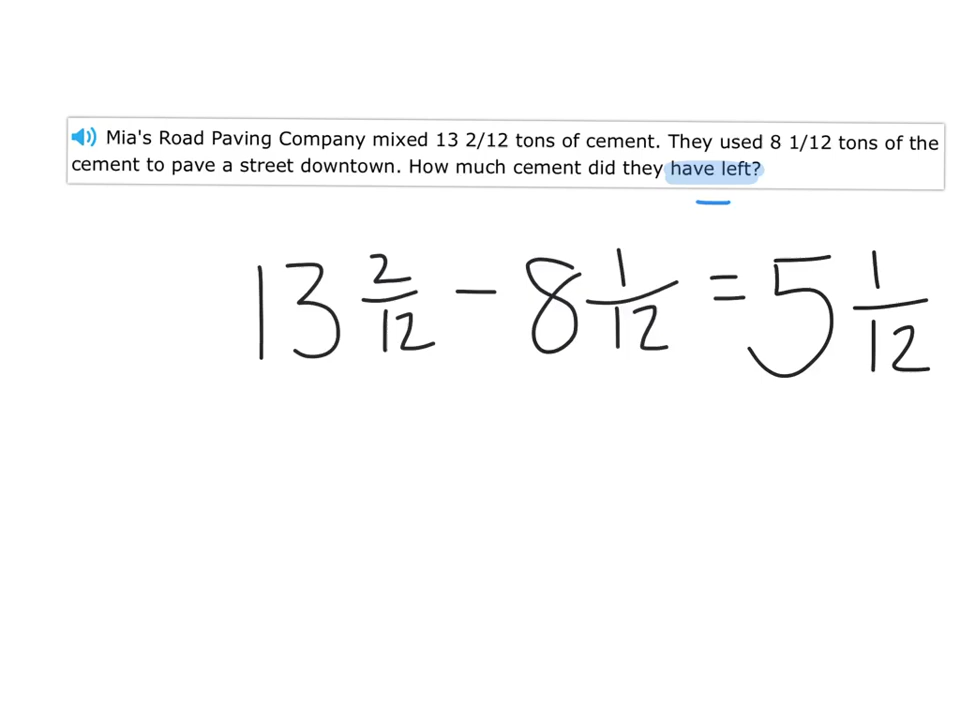 Mia's Road Paving Company mixed 13 2/12 tons of cement. They used 8 1/12 tons of the
cement to pave a street downtown. How much cement did they have left?
13 2/12 - 8 1/12 = 5 1/12